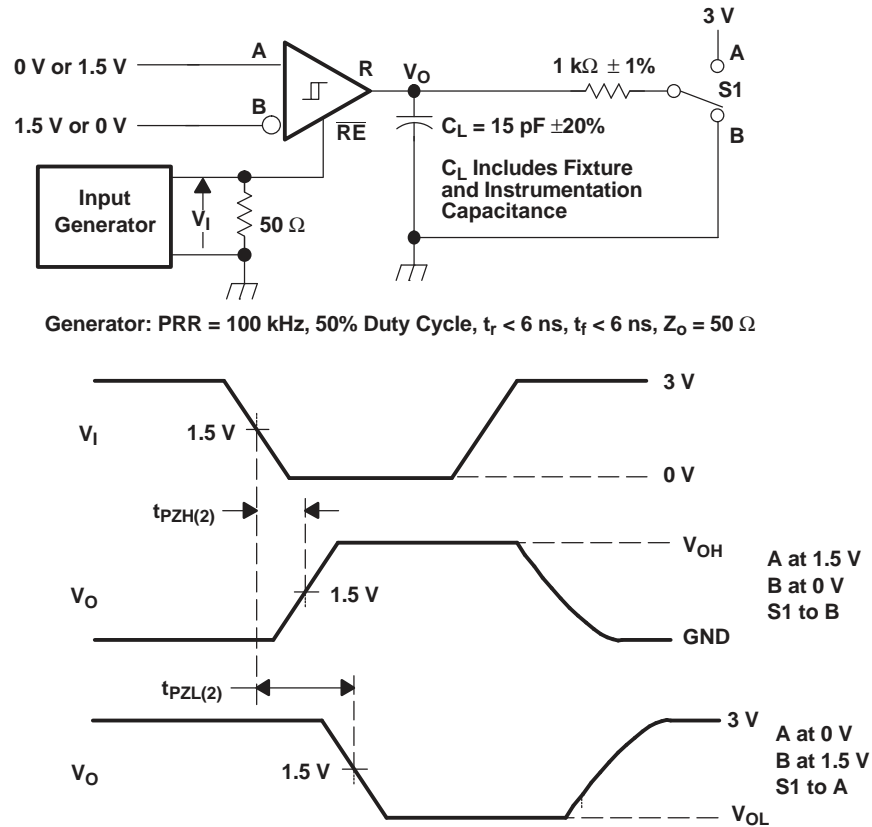 3 V
A
0 V or 1.5 V
A
R
V_O
1 kΩ ± 1%
S1
B
1.5 V or 0 V
R̅E̅
C_L = 15 pF ±20%
B
C_L Includes Fixture
and Instrumentation
Capacitance
Input
Generator
V_I
50 Ω
Generator: PRR = 100 kHz, 50% Duty Cycle, t_r < 6 ns, t_f < 6 ns, Z_o = 50 Ω
3 V
V_I
1.5 V
0 V
t_PZH(2)
V_OH
A at 1.5 V
B at 0 V
S1 to B
V_O
1.5 V
GND
t_PZL(2)
3 V
A at 0 V
B at 1.5 V
S1 to A
V_O
1.5 V
V_OL